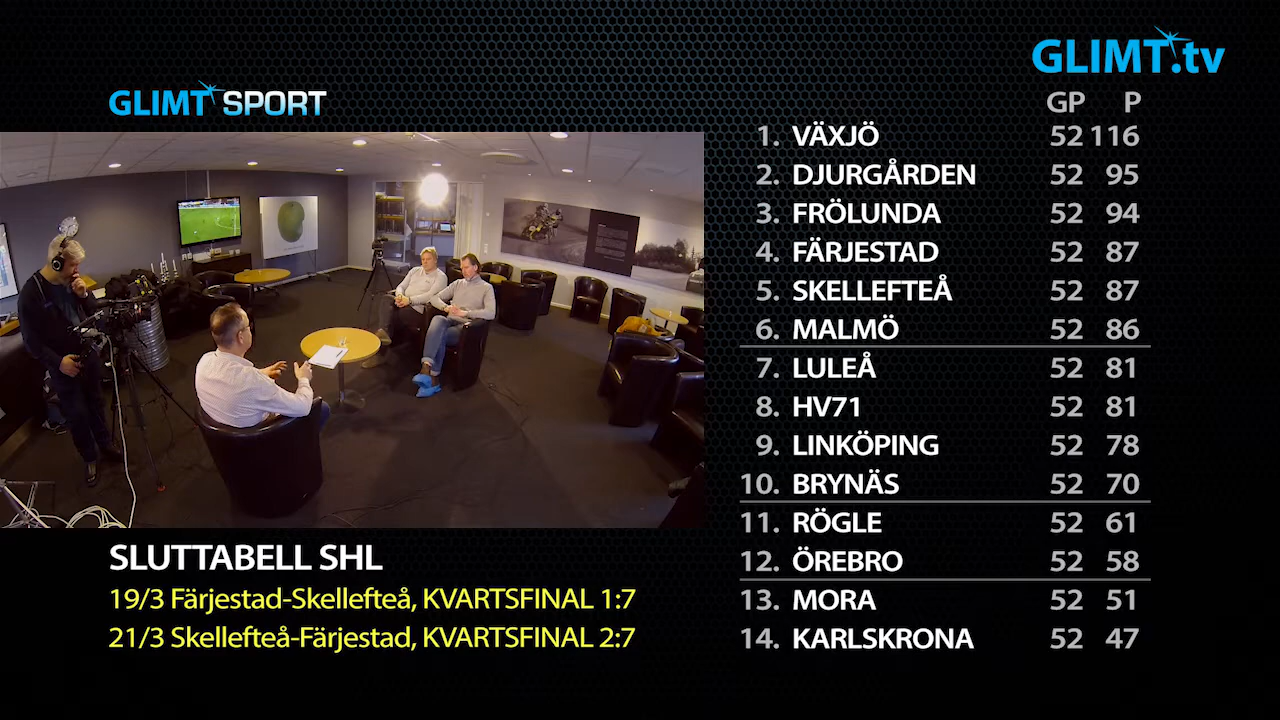 GLIMT.tv
GLIMT SPORT
GP P
1. VÄXJÖ 52 116
2. DJURGÅRDEN 52 95
3. FRÖLUNDA 52 94
4. FÄRJESTAD 52 87
5. SKELLEFTEÅ 52 87
6. MALMÖ 52 86
7. LULEÅ 52 81
8. HV71 52 81
9. LINKÖPING 52 78
10. BRYNÄS 52 70
11. RÖGLE 52 61
12. ÖREBRO 52 58
13. MORA 52 51
14. KARLSKRONA 52 47
SLUTTABELL SHL
19/3 Färjestad-Skellefteå, KVARTSFINAL 1:7
21/3 Skellefteå-Färjestad, KVARTSFINAL 2:7